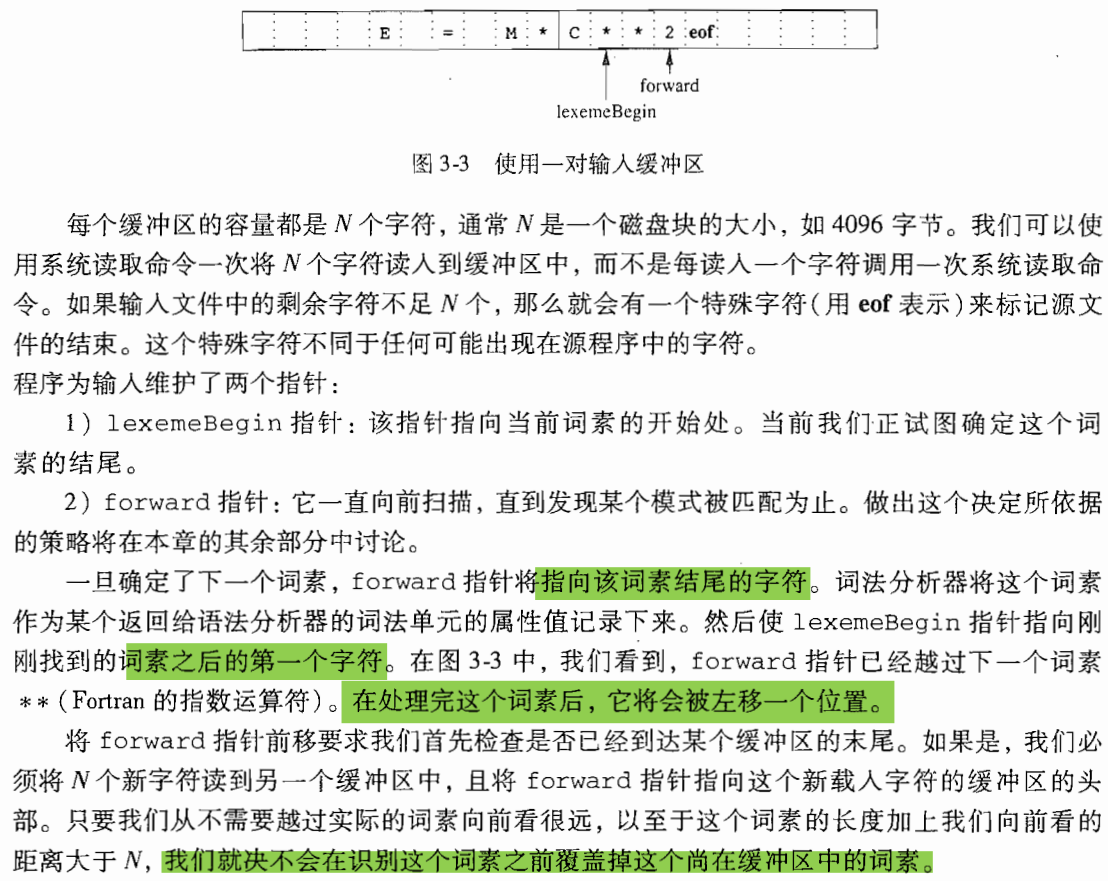 E = M * C * * 2 eof
forward
lexemeBegin
图 3-3 使用一对输入缓冲区
每个缓冲区的容量都是 N 个字符，通常 N 是一个磁盘块的大小，如 4096 字节。我们可以使
用系统读取命令一次将 N 个字符读入到缓冲区中，而不是每读入一个字符调用一次系统读取命
令。如果输入文件中的剩余字符不足 N 个，那么就会有一个特殊字符(用 eof 表示)来标记源文
件的结束。这个特殊字符不同于任何可能出现在源程序中的字符。
程序为输入维护了两个指针：
1) lexemeBegin 指针：该指针指向当前词素的开始处。当前我们正试图确定这个词
素的结尾。
2) forward 指针：它一直向前扫描，直到发现某个模式被匹配为止。做出这个决定所依据
的策略将在本章的其余部分中讨论。
一旦确定了下一个词素，forward 指针将指向该词素结尾的字符。词法分析器将这个词素
作为某个返回给语法分析器的词法单元的属性值记录下来。然后使 lexemeBegin 指针指向刚
刚找到的词素之后的第一个字符。在图 3-3 中，我们看到，forward 指针已经越过下一个词素
**(Fortran 的指数运算符)。在处理完这个词素后，它将会被左移一个位置。
将 forward 指针前移要求我们首先检查是否已经到达某个缓冲区的末尾。如果是，我们必
须将 N 个新字符读到另一个缓冲区中，且将 forward 指针指向这个新载入字符的缓冲区的头
部。只要我们从不需要越过实际的词素向前看很远，以至于这个词素的长度加上我们向前看的
距离大于 N，我们就决不会在识别这个词素之前覆盖掉这个尚在缓冲区中的词素。